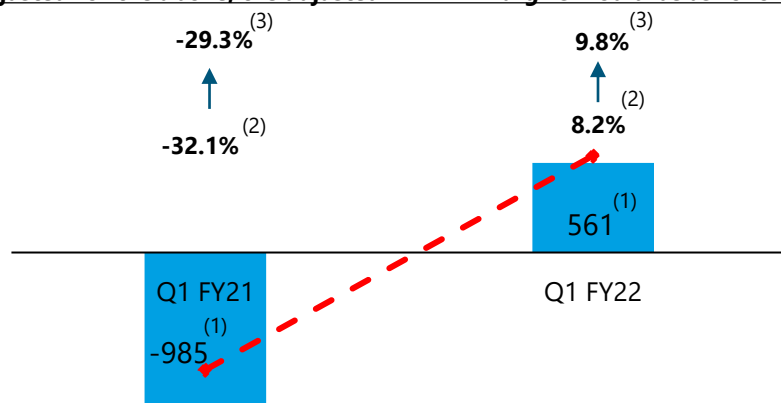 -29.3% (3) 9.8% (3)
-32.1% (2) 8.2% (2)
561 (1)
Q1 FY21 Q1 FY22
-985 (1)